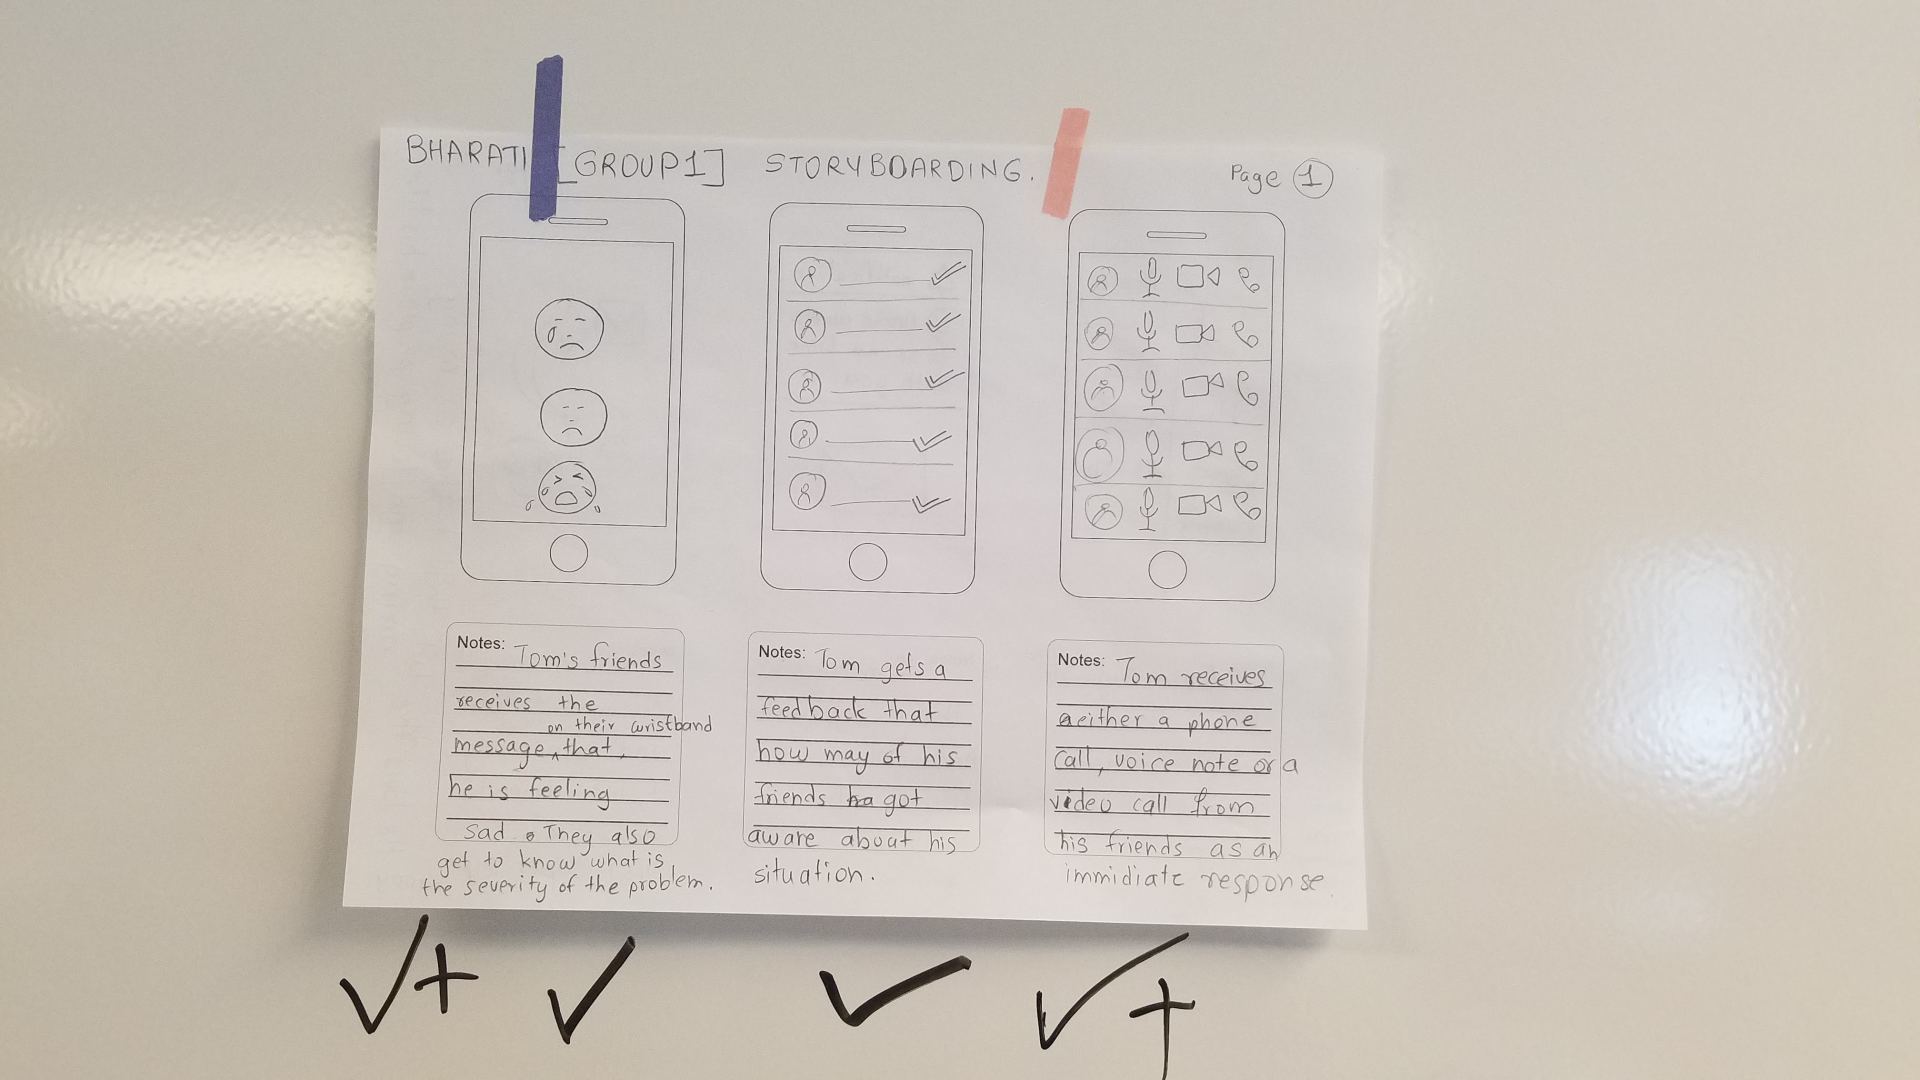 BHARATI [GROUP1] STORYBOARDING. Page 1
Notes: Tom's friends
receives the
on their wristband
message, that
he is feeling
sad. They also
get to know what is
the severity of the problem.
Notes: Tom gets a
feedback that
how may of his
friends ha got
aware about his
situation.
Notes: Tom receives
aeither a phone
call, voice note or a
video call from
his friends as an
immidiate response.